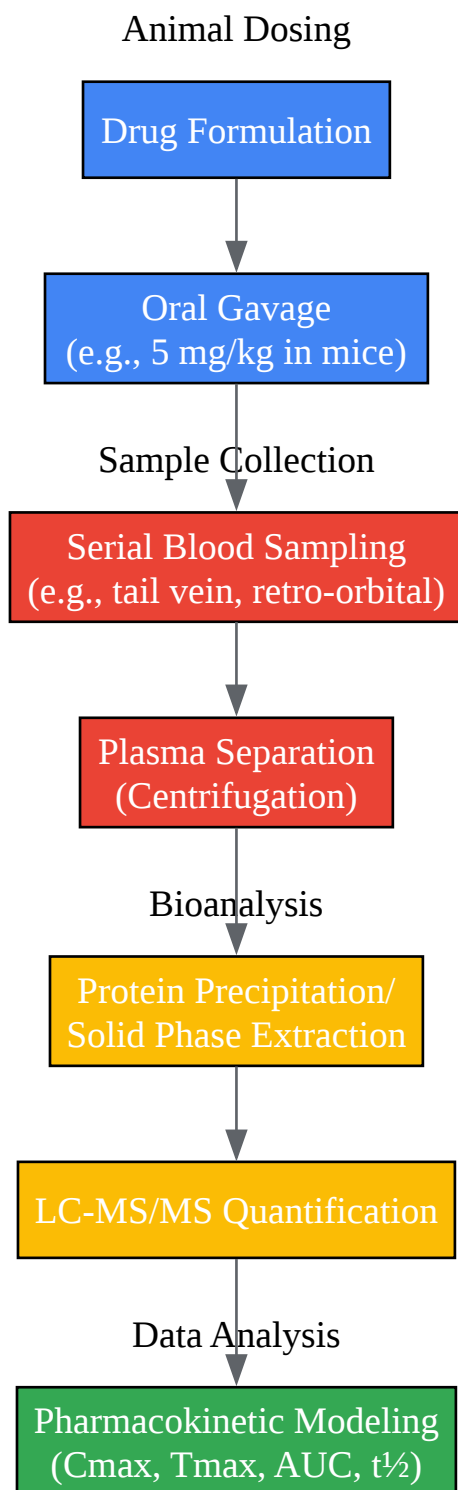 Animal Dosing
Drug Formulation
Oral Gavage
(e.g., 5 mg/kg in mice)
Sample Collection
Serial Blood Sampling
(e.g., tail vein, retro-orbital)
Plasma Separation
(Centrifugation)
Bioanalysis
Protein Precipitation/
Solid Phase Extraction
LC-MS/MS Quantification
Data Analysis
Pharmacokinetic Modeling
(Cmax, Tmax, AUC, t½)